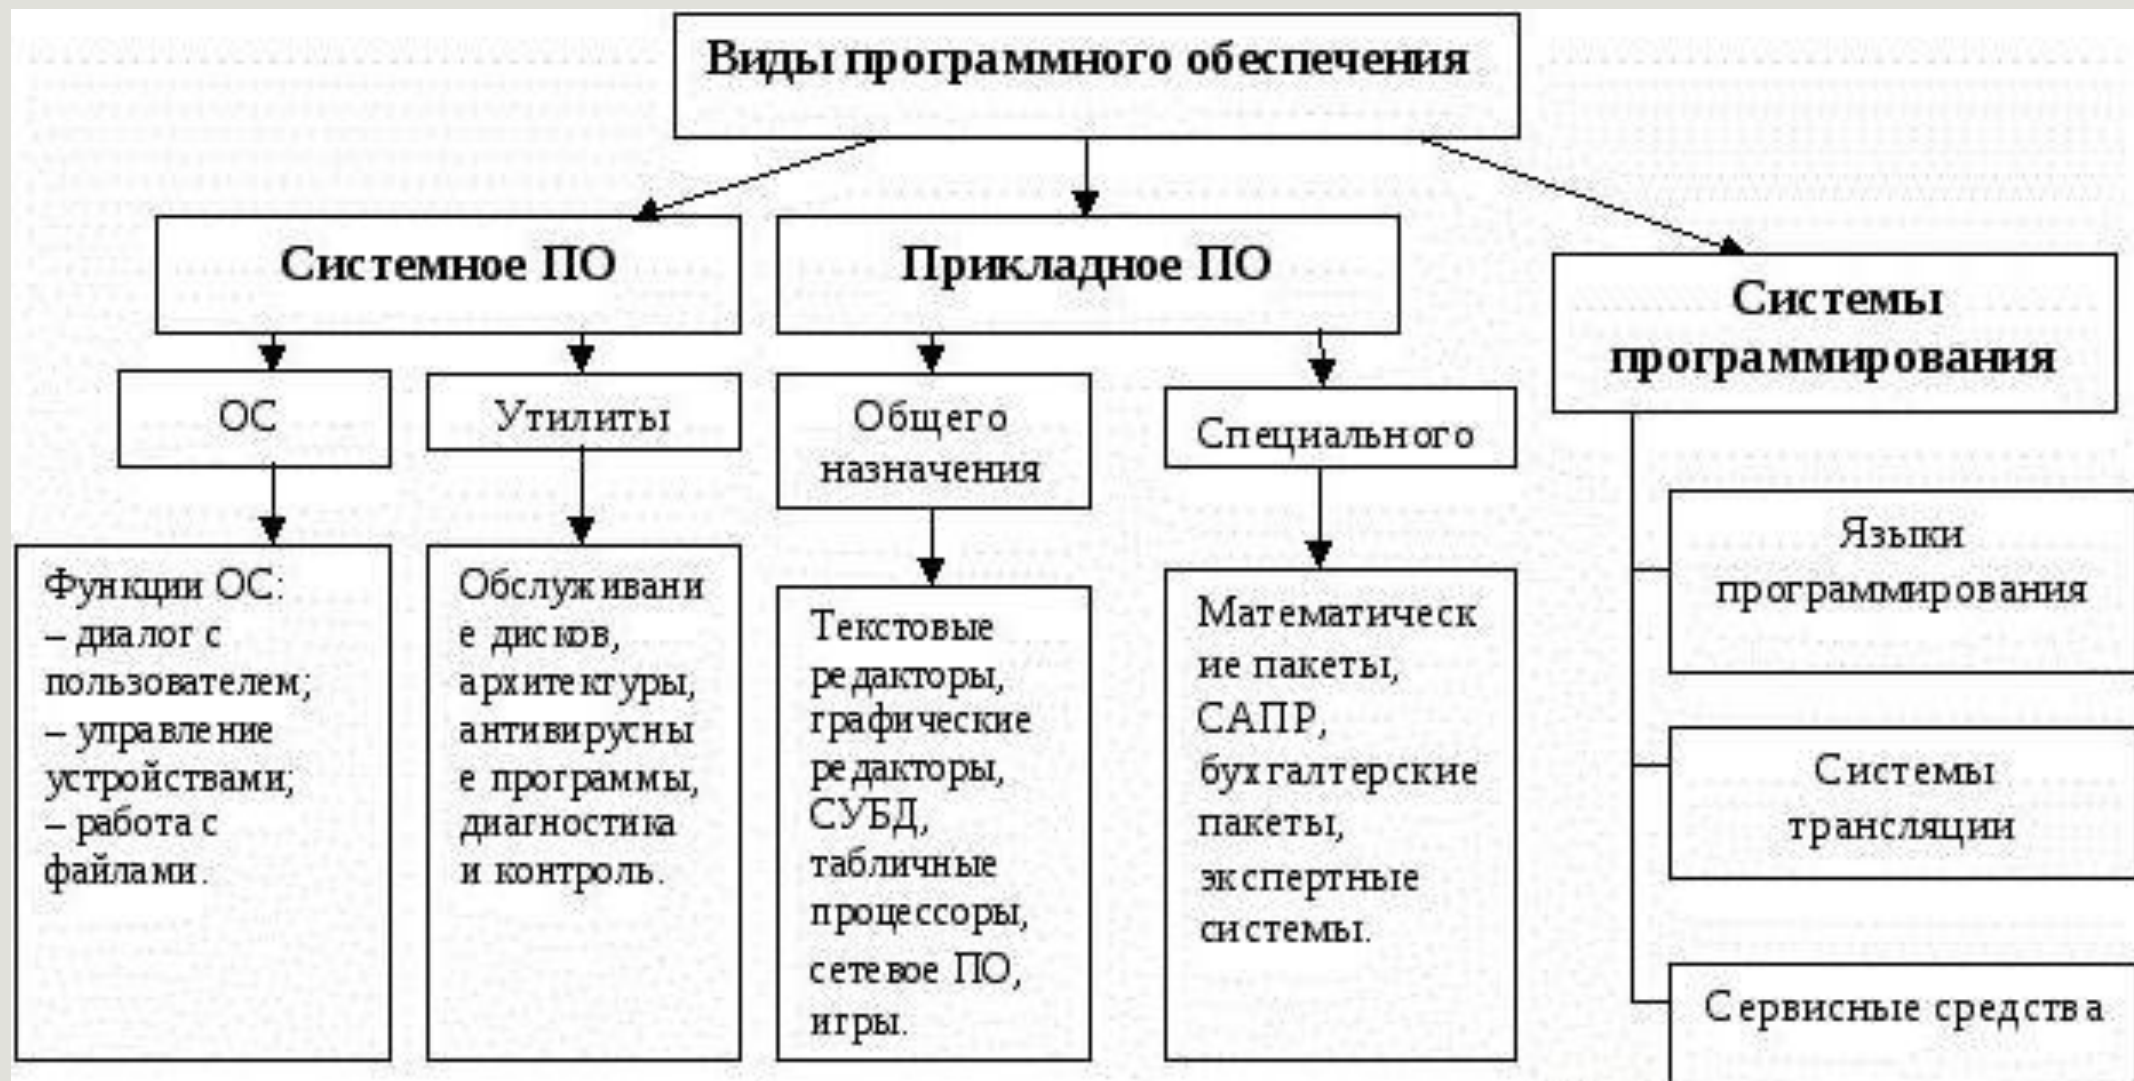 Виды программного обеспечения
Системное ПО
Прикладное ПО
Системы
программирования
ОС
Утилиты
Общего
назначения
Специального
Функции ОС:
– диалог с
пользователем;
– управление
устройствами;
– работа с
файлами.
Обслуживани
е дисков,
архитектуры,
антивирусны
е программы,
диагностика
и контроль.
Текстовые
редакторы,
графические
редакторы,
СУБД,
табличные
процессоры,
сетевое ПО,
игры.
Математическ
ие пакеты,
САПР,
бухгалтерские
пакеты,
экспертные
системы.
Языки
программирования
Системы
трансляции
Сервисные средства